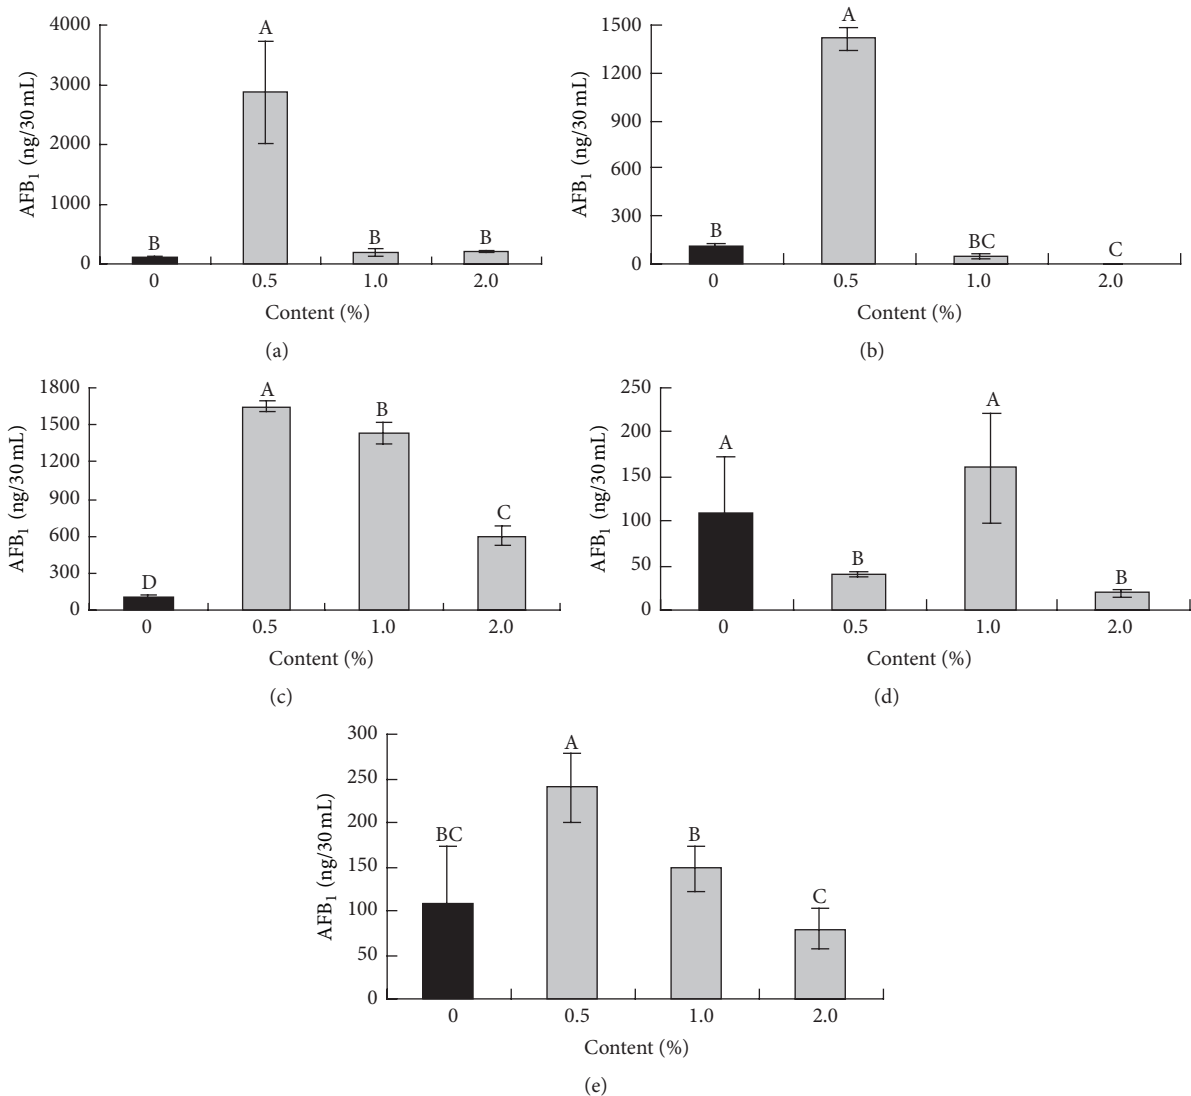 4000
3000
2000
1000
0
AFB1 (ng/30 mL)
A
B
B
B
0 0.5 1.0 2.0
Content (%)
(a)
1500
1200
900
600
300
0
AFB1 (ng/30 mL)
A
B
BC
C
0 0.5 1.0 2.0
Content (%)
(b)
1800
1500
1200
900
600
300
0
AFB1 (ng/30 mL)
A
B
C
D
0 0.5 1.0 2.0
Content (%)
(c)
250
200
150
100
50
0
AFB1 (ng/30 mL)
A
A
B
B
0 0.5 1.0 2.0
Content (%)
(d)
300
250
200
150
100
50
0
AFB1 (ng/30 mL)
A
BC
B
C
0 0.5 1.0 2.0
Content (%)
(e)